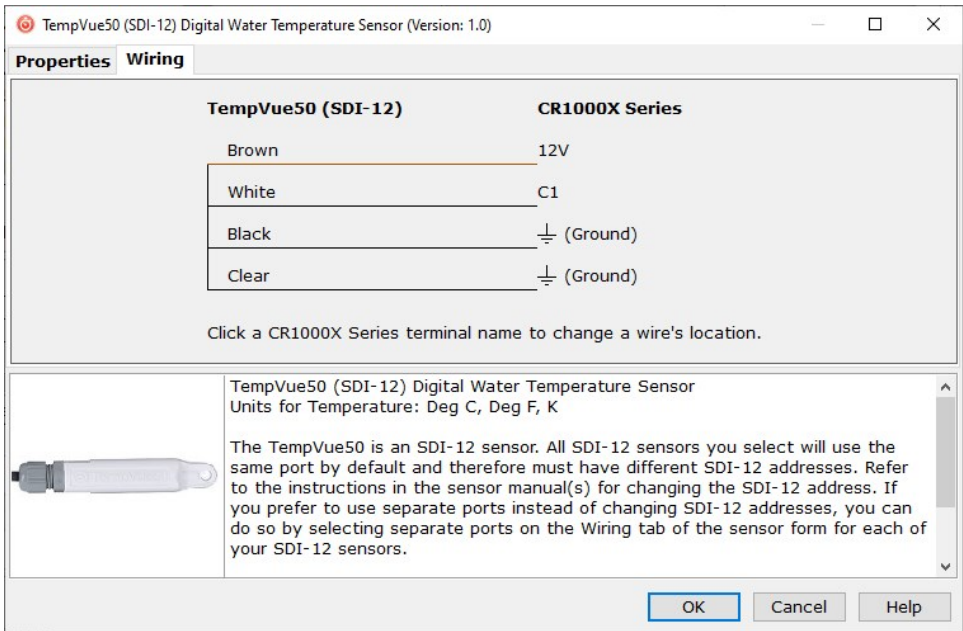 TempVue50 (SDI-12) Digital Water Temperature Sensor (Version: 1.0)
Properties Wiring
TempVue50 (SDI-12) CR1000X Series
Brown 12V
White C1
Black (Ground)
Clear (Ground)
Click a CR1000X Series terminal name to change a wire's location.
TempVue50 (SDI-12) Digital Water Temperature Sensor
Units for Temperature: Deg C, Deg F, K
The TempVue50 is an SDI-12 sensor. All SDI-12 sensors you select will use the
same port by default and therefore must have different SDI-12 addresses. Refer
to the instructions in the sensor manual(s) for changing the SDI-12 address. If
you prefer to use separate ports instead of changing SDI-12 addresses, you can
do so by selecting separate ports on the Wiring tab of the sensor form for each of
your SDI-12 sensors.
OK Cancel Help